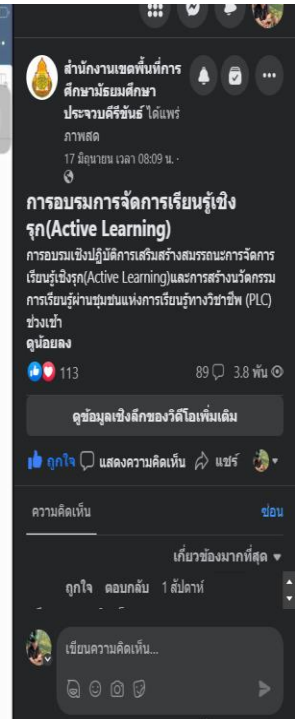 สำนักงานเขตพื้นที่การ
ศึกษามัธยมศึกษา
ประจวบคีรีขันธ์ ได้แพร่
ภาพสด
17 มิถุนายน เวลา 08:09 น. ·
การอบรมการจัดการเรียนรู้เชิง
รุก(Active Learning)
การอบรมเชิงปฏิบัติการเสริมสร้างสมรรถนะการจัดการ
เรียนรู้เชิงรุก(Active Learning)และการสร้างนวัตกรรม
การเรียนรู้ผ่านชุมชนแห่งการเรียนรู้ทางวิชาชีพ (PLC)
ช่วงเช้า
ดูน้อยลง
113 89 3.8 พัน
ดูข้อมูลเชิงลึกของวิดีโอเพิ่มเติม
ถูกใจ แสดงความคิดเห็น แชร์
ความคิดเห็น ซ่อน
เกี่ยวข้องมากที่สุด
ถูกใจ ตอบกลับ 1 สัปดาห์
เขียนความคิดเห็น...